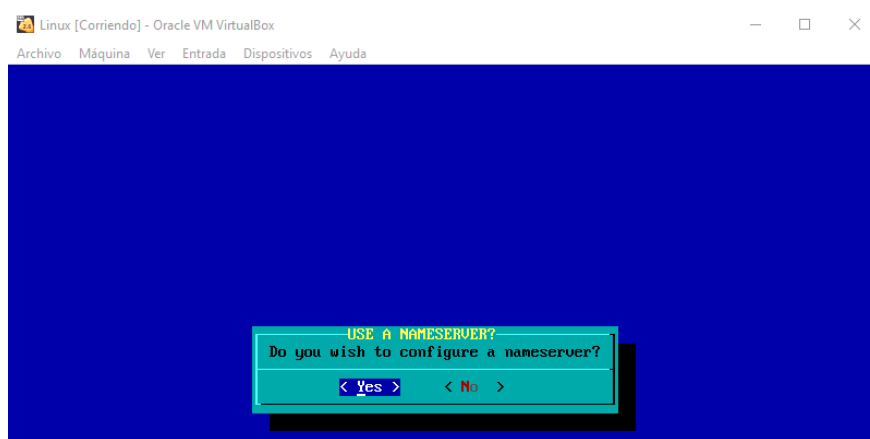 Linux [Corriendo] - Oracle VM VirtualBox
Archivo Máquina Ver Entrada Dispositivos Ayuda
USE A NAMESERVER?
Do you wish to configure a nameserver?
< Yes > < No >